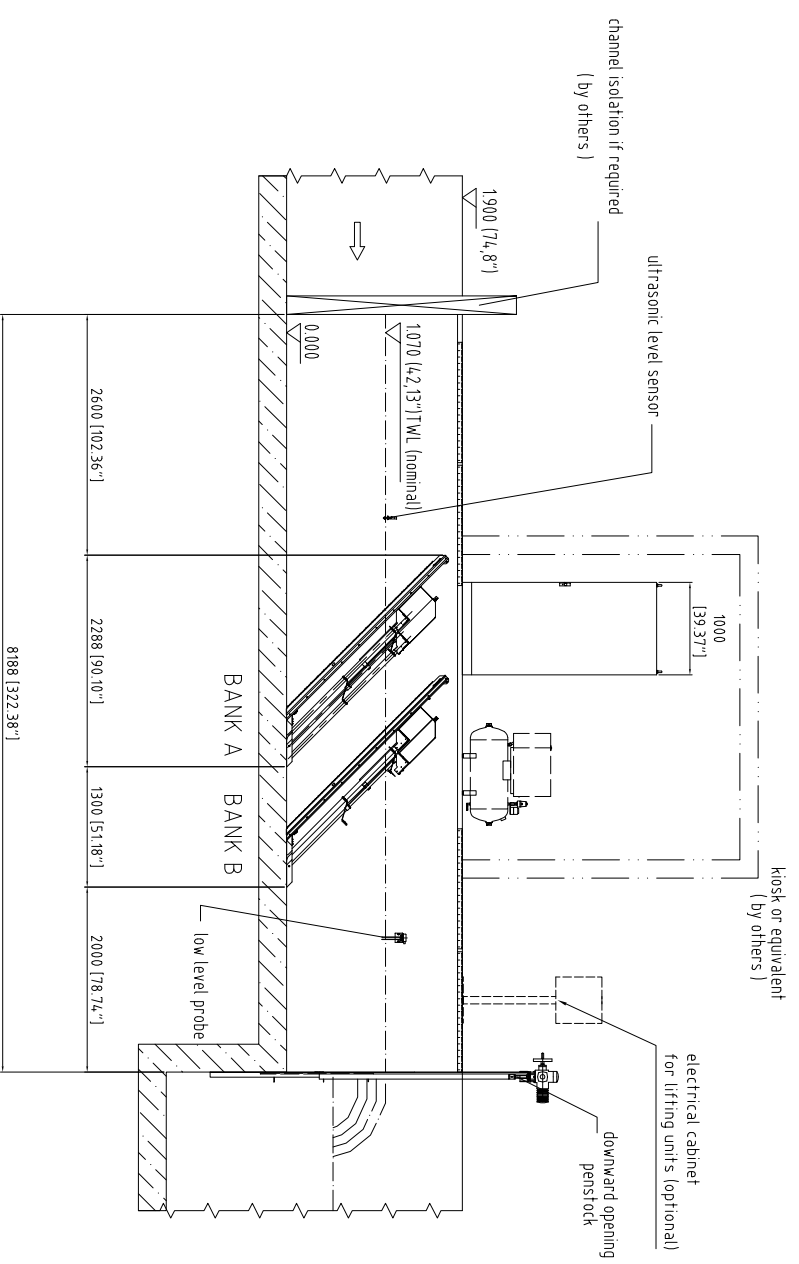 channel isolation if required
( by others )
ultrasonic level sensor
1.900 (74,8")
1.070 (42,13")TWL (nominal)
0.000
1000
[39.37"]
kiosk or equivalent
( by others )
electrical cabinet
for lifting units (optional)
downward opening
penstock
low level probe
BANK A
BANK B
2600 [102.36"]
2288 [90.10"]
1300 [51.18"]
2000 [78.74"]
8188 [322.38"]